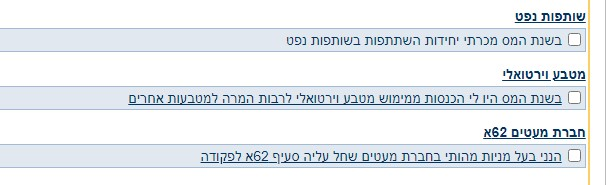 שותפות נפט
בשנת המס מכרתי יחידות השתתפות בשותפות נפט
מטבע וירטואלי
בשנת המס היו לי הכנסות ממימוש מטבע וירטואלי לרבות המרה למטבעות אחרים
חברת מעטים 62א
הנני בעל מניות מהותי בחברת מעטים שחל עליה סעיף 62א לפקודה